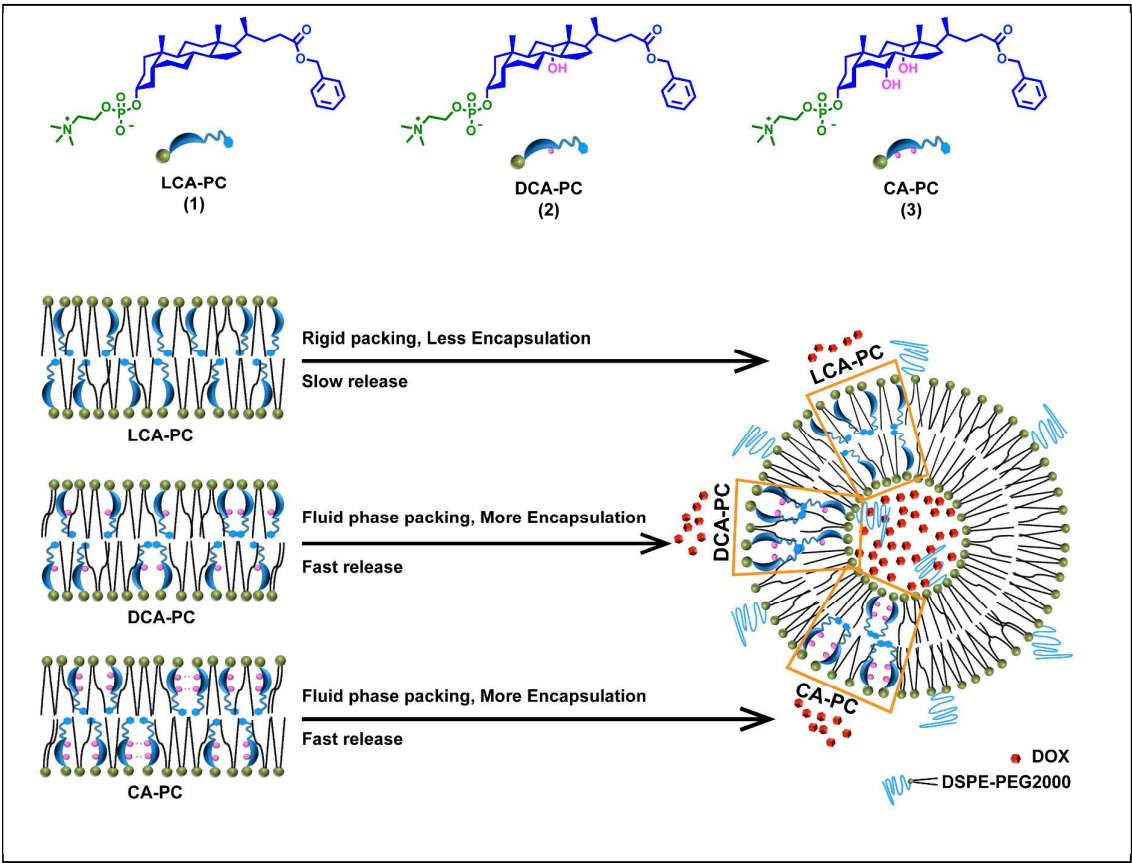 O
O
OH
O
O
OH
OH
O
O
N+
O
P
O
O
O-
N+
O
P
O
O
O-
N+
O
P
O
O
O-
LCA-PC
(1)
DCA-PC
(2)
CA-PC
(3)
Rigid packing, Less Encapsulation
Slow release
LCA-PC
LCA-PC
Fluid phase packing, More Encapsulation
Fast release
DCA-PC
DCA-PC
Fluid phase packing, More Encapsulation
Fast release
CA-PC
CA-PC
DOX
DSPE-PEG2000